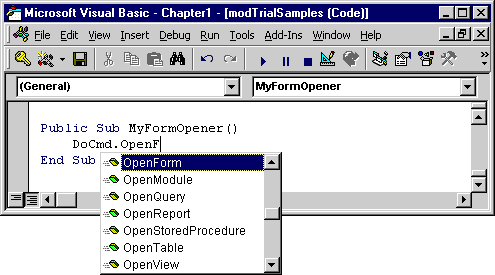 Microsoft Visual Basic - Chapter1 - [modTrialSamples (Code)]
File Edit View Insert Debug Run Tools Add-Ins Window Help
(General) MyFormOpener
Public Sub MyFormOpener()
DoCmd.OpenF
End Sub
OpenForm
OpenModule
OpenQuery
OpenReport
OpenStoredProcedure
OpenTable
OpenView